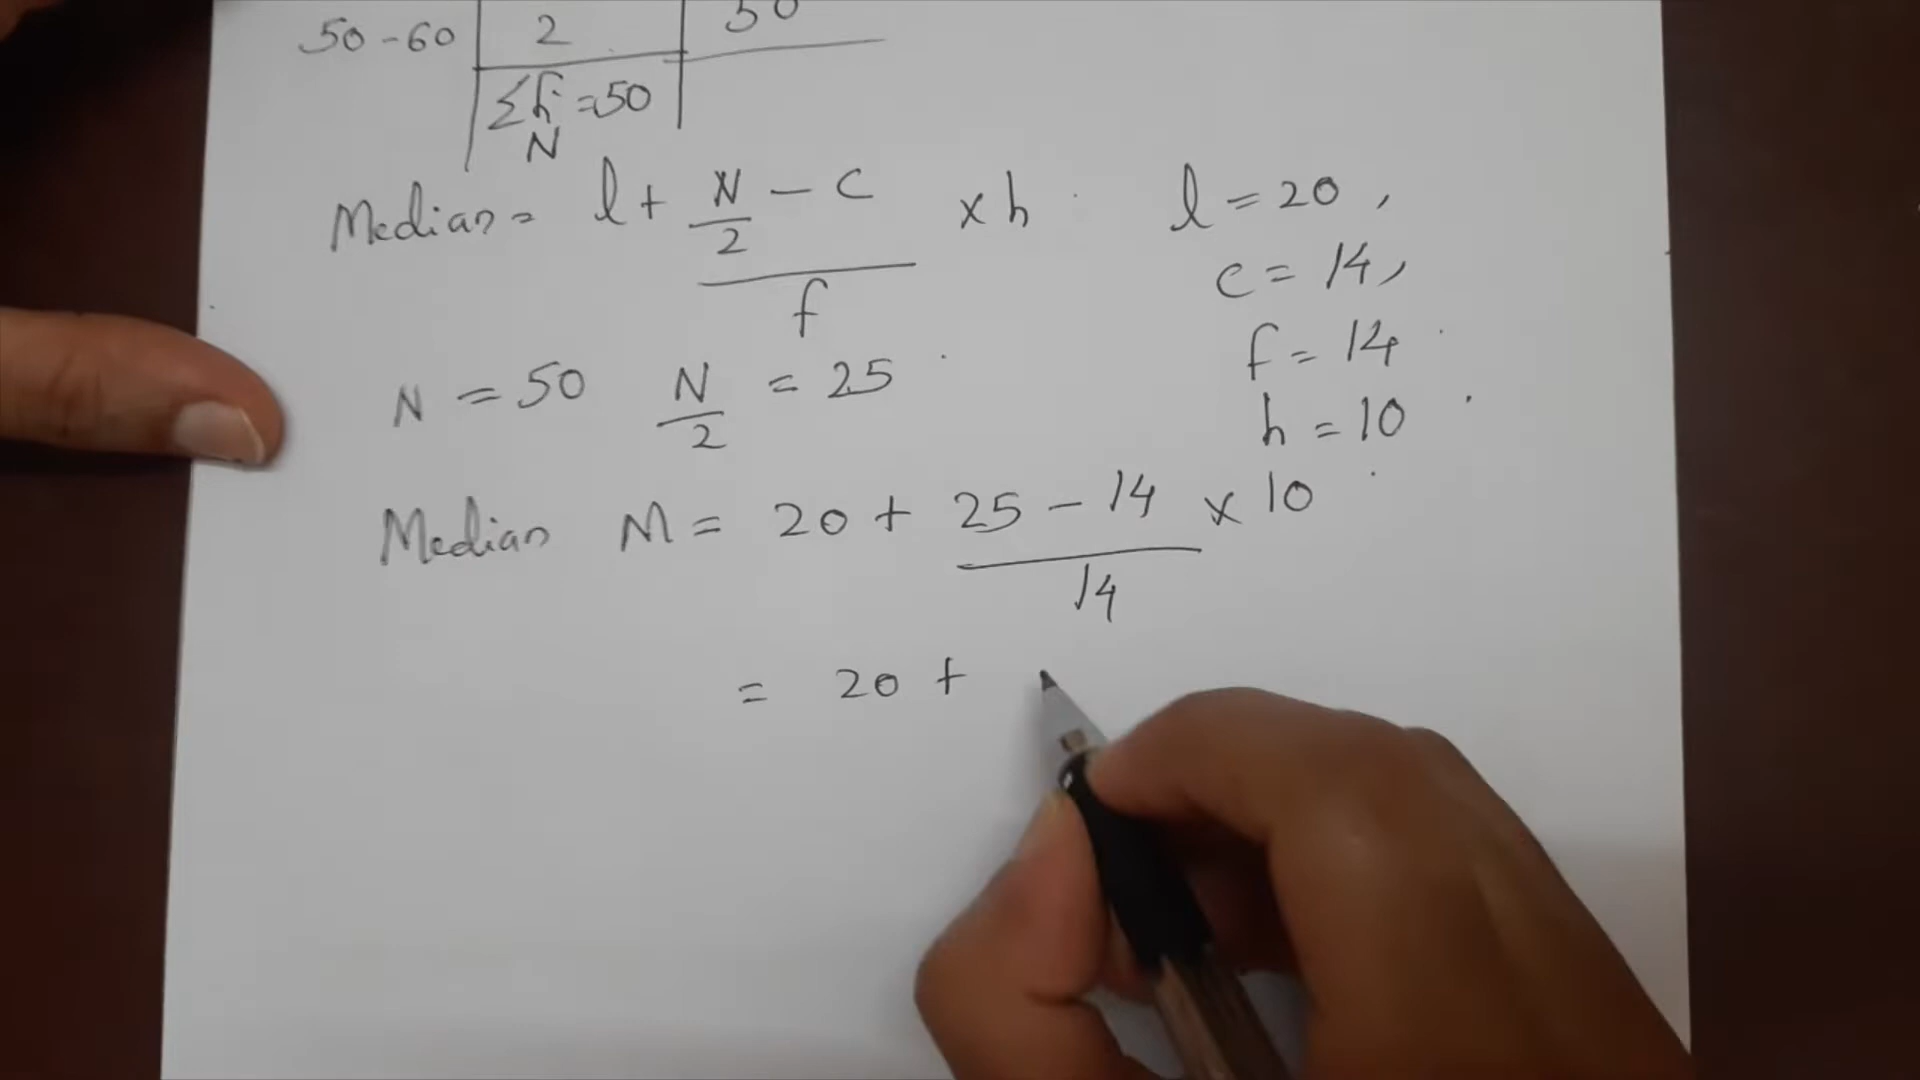 50-60 2 50
Σfi = 50
N
Median = l + N/2 - c / f x h
l = 20 ,
c = 14,
f = 14
h = 10
N = 50 N/2 = 25
Median M = 20 + 25 - 14 / 14 x 10
= 20 +